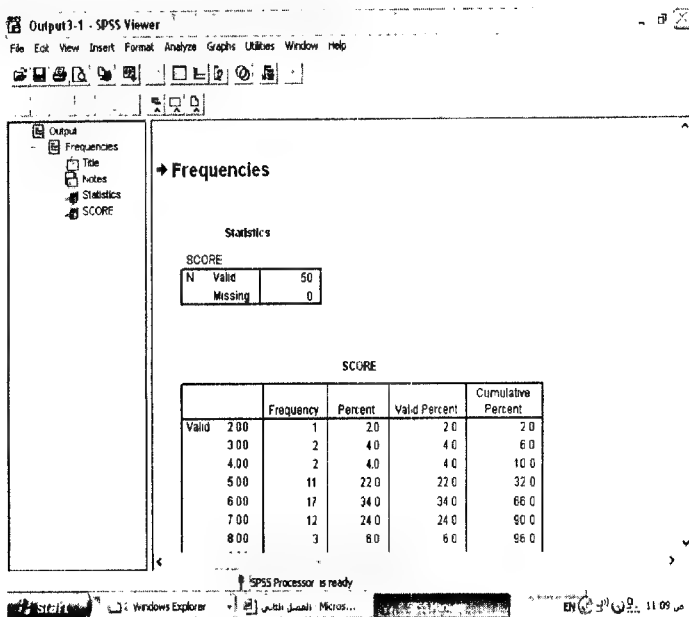 Output3-1 - SPSS Viewer
File Edit View Insert Format Analyze Graphs Utilities Window Help
Output
Frequencies
Title
Notes
Statistics
SCORE
Frequencies
Statistics
SCORE
N Valid 50
Missing 0
SCORE
Frequency Percent Valid Percent Cumulative Percent
Valid 2.00 1 2.0 2.0 2.0
3.00 2 4.0 4.0 6.0
4.00 2 4.0 4.0 10.0
5.00 11 22.0 22.0 32.0
6.00 17 34.0 34.0 66.0
7.00 12 24.0 24.0 90.0
8.00 3 6.0 6.0 96.0
SPSS Processor is ready
start Windows Explorer الفصل الثاني Micros... EN 11:09 ص